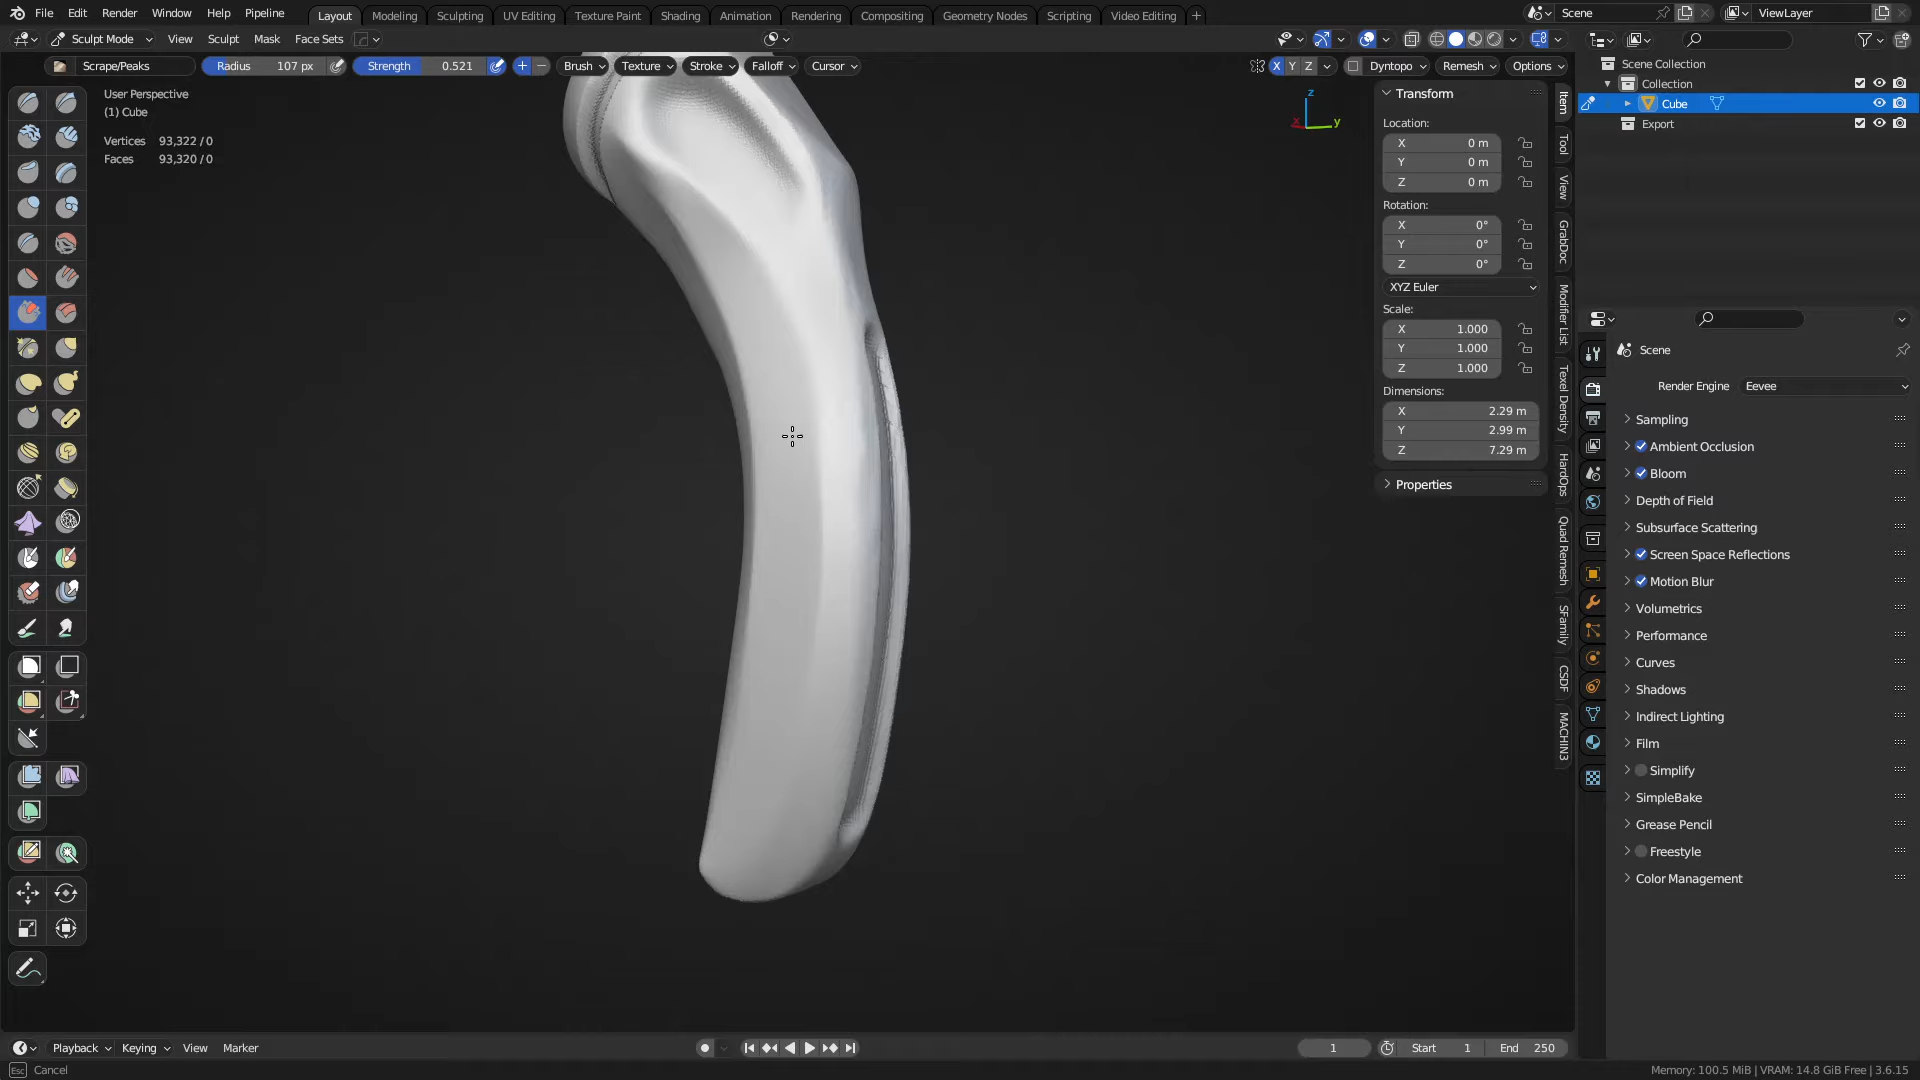 File Edit Render Window Help Pipeline Layout Modeling Sculpting UV Editing Texture Paint Shading Animation Rendering Compositing Geometry Nodes Scripting Video Editing + Scene ViewLayer
Sculpt Mode View Sculpt Mask Face Sets
Scrape/Peaks Radius 107 px Strength 0.521 + − Brush Texture Stroke Falloff Cursor X Y Z Dyntopo Remesh Options
User Perspective
(1) Cube
Vertices 93,322 / 0
Faces 93,320 / 0
z
x y
Transform
Location:
X 0 m
Y 0 m
Z 0 m
Rotation:
X 0°
Y 0°
Z 0°
XYZ Euler
Scale:
X 1.000
Y 1.000
Z 1.000
Dimensions:
X 2.29 m
Y 2.99 m
Z 7.29 m
Properties
Item
Tool
View
GrabDoc
Modifier List
Texel Density
HardOps
Quad Remesh
SFamily
CSDF
MACHIN3
Scene Collection
Collection
Cube
Export
Scene
Render Engine Eevee
Sampling
Ambient Occlusion
Bloom
Depth of Field
Subsurface Scattering
Screen Space Reflections
Motion Blur
Volumetrics
Performance
Curves
Shadows
Indirect Lighting
Film
Simplify
SimpleBake
Grease Pencil
Freestyle
Color Management
Playback Keying View Marker 1 Start 1 End 250
Esc Cancel Memory: 100.5 MiB | VRAM: 14.8 GiB Free | 3.6.15